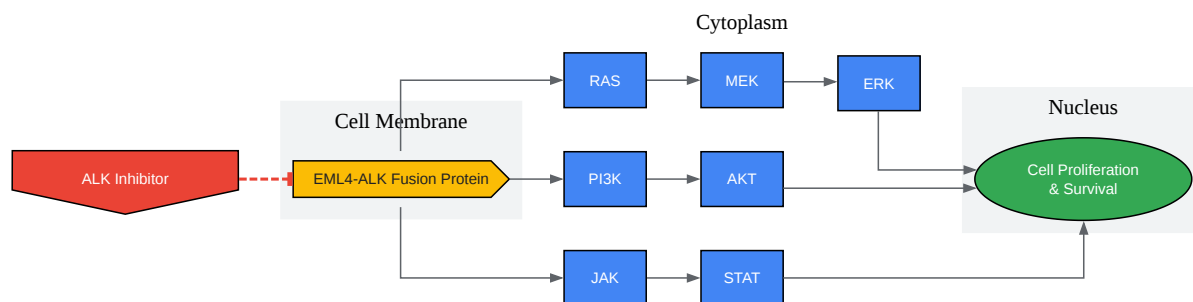 Cytoplasm
RAS
MEK
ERK
Cell Membrane
Nucleus
ALK Inhibitor
EML4-ALK Fusion Protein
PI3K
AKT
Cell Proliferation
& Survival
JAK
STAT